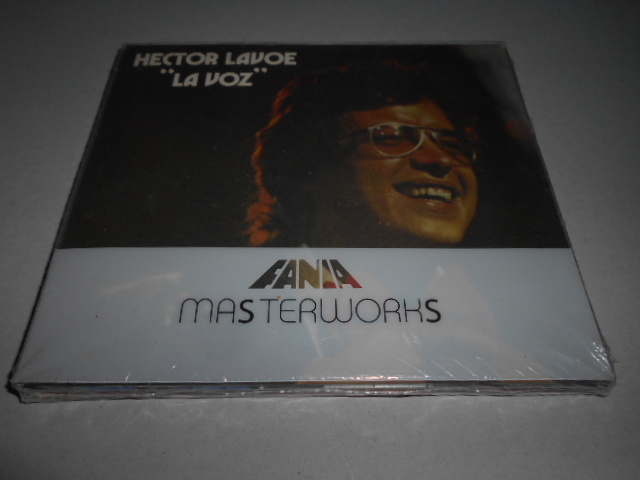 HECTOR LAVOE
"LA VOZ"
FANIA
MASTERWORKS